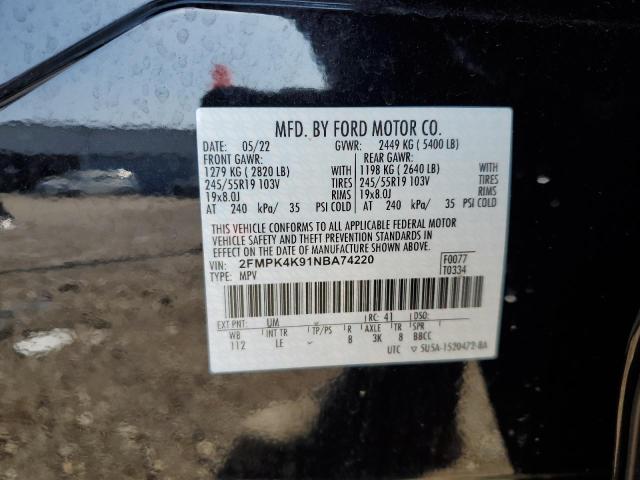 MFD. BY FORD MOTOR CO.
DATE: 05/22 GVWR: 2449 KG ( 5400 LB)
FRONT GAWR: REAR GAWR:
1279 KG ( 2820 LB) WITH 1198 KG ( 2640 LB) WITH
245/55R19 103V TIRES 245/55R19 103V TIRES
19x8.0J RIMS 19x8.0J RIMS
AT 240 kPa/ 35 PSI COLD AT 240 kPa/ 35 PSI COLD
THIS VEHICLE CONFORMS TO ALL APPLICABLE FEDERAL MOTOR
VEHICLE SAFETY AND THEFT PREVENTION STANDARDS IN
EFFECT ON THE DATE OF MANUFACTURE SHOWN ABOVE.
VIN: 2FMPK4K91NBA74220 F0077
TYPE: MPV T0334
EXT PNT: UM RC: 41 DSO:
WB INT TR TP/PS R AXLE TR SPR
112 LE 8 3K 8 BBCC
UTC 5U5A-1520472-BA